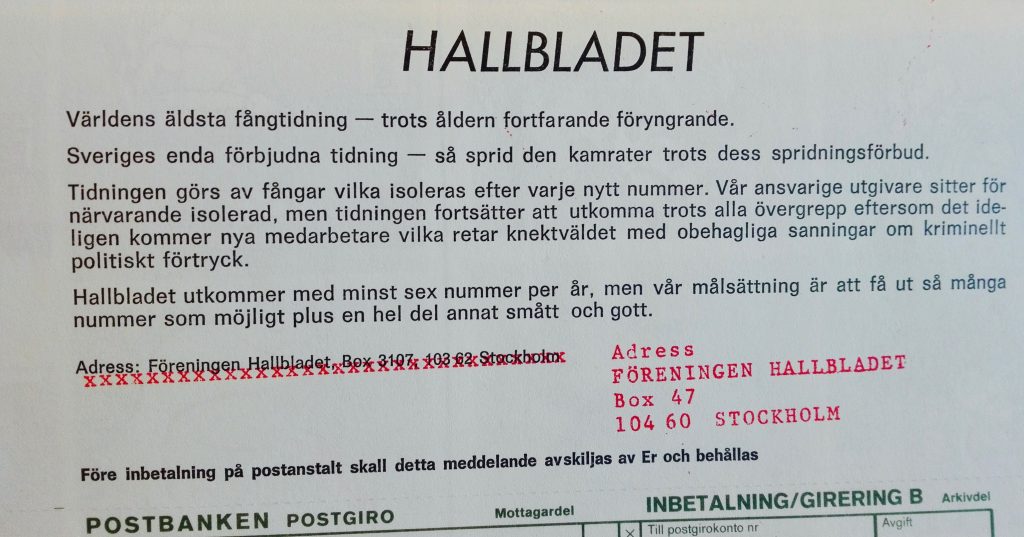 HALLBLADET
Världens äldsta fångtidning — trots åldern fortfarande föryngrande.
Sveriges enda förbjudna tidning — så sprid den kamrater trots dess spridningsförbud.
Tidningen görs av fångar vilka isoleras efter varje nytt nummer. Vår ansvarige utgivare sitter för
närvarande isolerad, men tidningen fortsätter att utkomma trots alla övergrepp eftersom det ide-
ligen kommer nya medarbetare vilka retar knektväldet med obehagliga sanningar om kriminellt
politiskt förtryck.
Hallbladet utkommer med minst sex nummer per år, men vår målsättning är att få ut så många
nummer som möjligt plus en hel del annat smått och gott.
Adress: Föreningen Hallbladet, Box 3107, 103 62 Stockholm
xxxxxxxxxxxxxxxxxxxxxxxxxxxxxxxxxxxxxxxx
Adress
FÖRENINGEN HALLBLADET
Box 47
104 60 STOCKHOLM
Före inbetalning på postanstalt skall detta meddelande avskiljas av Er och behållas
POSTBANKEN POSTGIRO
Mottagardel
INBETALNING/GIRERING B
Arkivdel
x
Till postgirokonto nr
Avgift